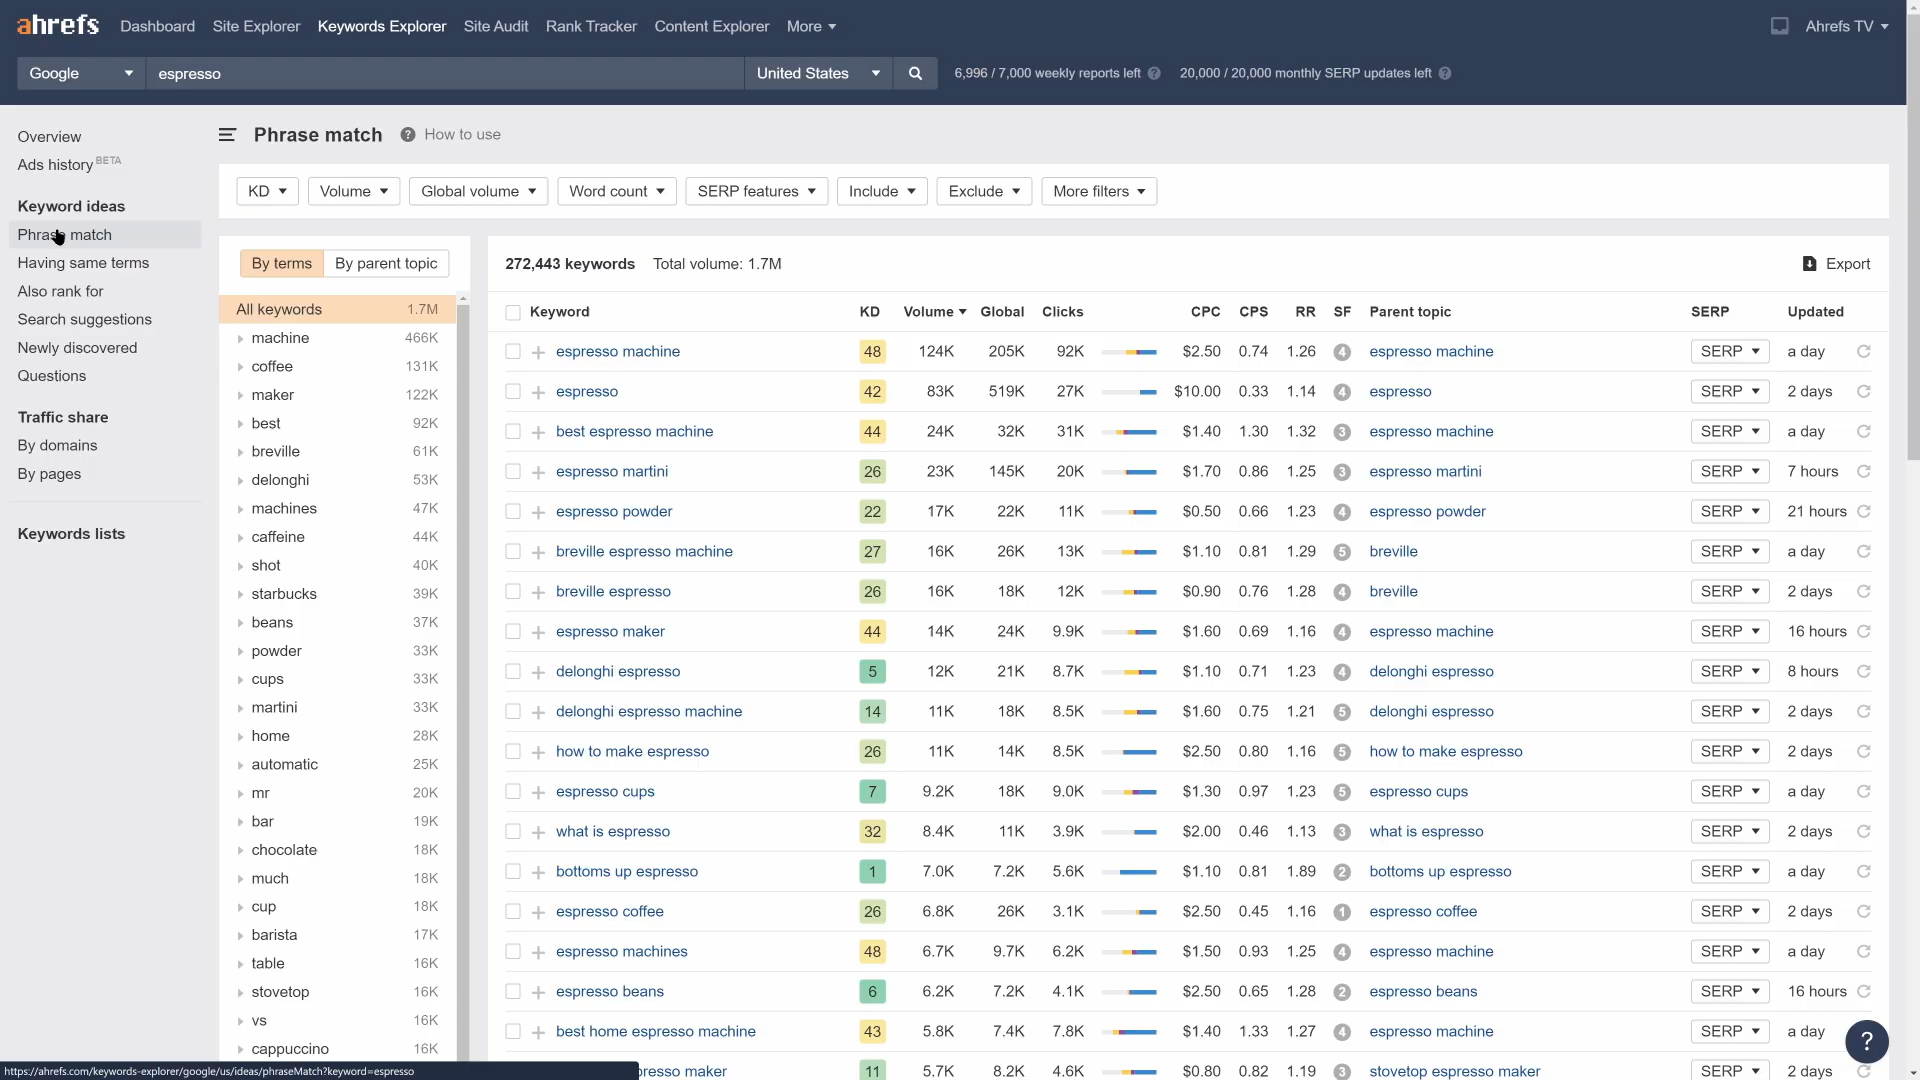 ahrefs Dashboard Site Explorer Keywords Explorer Site Audit Rank Tracker Content Explorer More Ahrefs TV
Google espresso United States 6,996 / 7,000 weekly reports left ? 20,000 / 20,000 monthly SERP updates left ?
Overview
Ads history BETA
Keyword ideas
Phrase match
Having same terms
Also rank for
Search suggestions
Newly discovered
Questions
Traffic share
By domains
By pages
Keywords lists
Phrase match ? How to use
KD Volume Global volume Word count SERP features Include Exclude More filters
By terms By parent topic
All keywords 1.7M
machine 466K
coffee 131K
maker 122K
best 92K
breville 61K
delonghi 53K
machines 47K
caffeine 44K
shot 40K
starbucks 39K
beans 37K
powder 33K
cups 33K
martini 33K
home 28K
automatic 25K
mr 20K
bar 19K
chocolate 18K
much 18K
cup 18K
barista 17K
table 16K
stovetop 16K
vs 16K
cappuccino 16K
272,443 keywords Total volume: 1.7M Export
Keyword KD Volume Global Clicks CPC CPS RR SF Parent topic SERP Updated
espresso machine 48 124K 205K 92K $2.50 0.74 1.26 4 espresso machine SERP a day
espresso 42 83K 519K 27K $10.00 0.33 1.14 4 espresso SERP 2 days
best espresso machine 44 24K 32K 31K $1.40 1.30 1.32 3 espresso machine SERP a day
espresso martini 26 23K 145K 20K $1.70 0.86 1.25 3 espresso martini SERP 7 hours
espresso powder 22 17K 22K 11K $0.50 0.66 1.23 4 espresso powder SERP 21 hours
breville espresso machine 27 16K 26K 13K $1.10 0.81 1.29 5 breville SERP a day
breville espresso 26 16K 18K 12K $0.90 0.76 1.28 4 breville SERP 2 days
espresso maker 44 14K 24K 9.9K $1.60 0.69 1.16 4 espresso machine SERP 16 hours
delonghi espresso 5 12K 21K 8.7K $1.10 0.71 1.23 4 delonghi espresso SERP 8 hours
delonghi espresso machine 14 11K 18K 8.5K $1.60 0.75 1.21 5 delonghi espresso SERP 2 days
how to make espresso 26 11K 14K 8.5K $2.50 0.80 1.16 5 how to make espresso SERP 2 days
espresso cups 7 9.2K 18K 9.0K $1.30 0.97 1.23 5 espresso cups SERP a day
what is espresso 32 8.4K 11K 3.9K $2.00 0.46 1.13 3 what is espresso SERP 2 days
bottoms up espresso 1 7.0K 7.2K 5.6K $1.10 0.81 1.89 2 bottoms up espresso SERP a day
espresso coffee 26 6.8K 26K 3.1K $2.50 0.45 1.16 1 espresso coffee SERP 2 days
espresso machines 48 6.7K 9.7K 6.2K $1.50 0.93 1.25 4 espresso machine SERP a day
espresso beans 6 6.2K 7.2K 4.1K $2.50 0.65 1.28 2 espresso beans SERP 16 hours
best home espresso machine 43 5.8K 7.4K 7.8K $1.40 1.33 1.27 4 espresso machine SERP a day
presso maker 11 5.7K 8.2K 4.6K $0.80 0.82 1.19 3 stovetop espresso maker SERP 2 days
?
https://ahrefs.com/keywords-explorer/google/us/ideas/phraseMatch?keyword=espresso